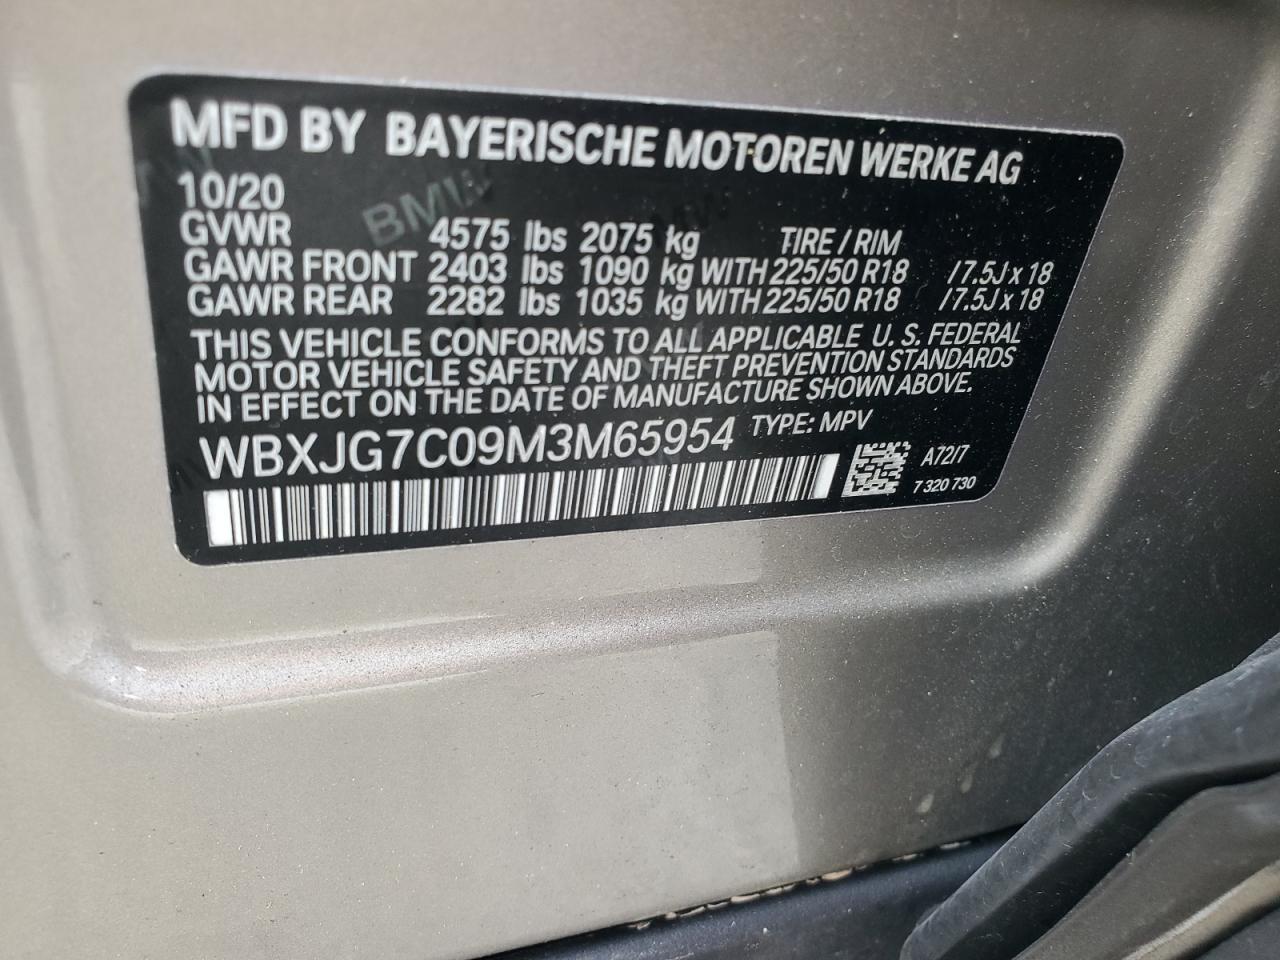 MFD BY BAYERISCHE MOTOREN WERKE AG
10/20
GVWR 4575 lbs 2075 kg TIRE / RIM
GAWR FRONT 2403 lbs 1090 kg WITH 225/50 R18 / 7.5J x 18
GAWR REAR 2282 lbs 1035 kg WITH 225/50 R18 / 7.5J x 18
THIS VEHICLE CONFORMS TO ALL APPLICABLE U. S. FEDERAL
MOTOR VEHICLE SAFETY AND THEFT PREVENTION STANDARDS
IN EFFECT ON THE DATE OF MANUFACTURE SHOWN ABOVE.
WBXJG7C09M3M65954 TYPE: MPV
A72/7
7 320 730
BMW